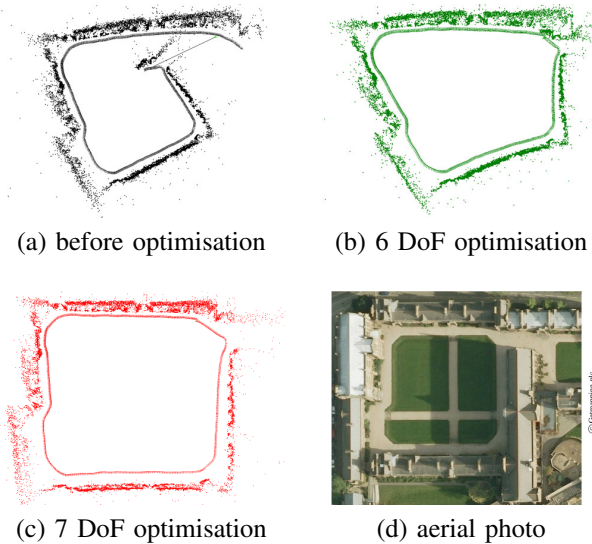 (a) before optimisation
(b) 6 DoF optimisation
(c) 7 DoF optimisation
(d) aerial photo